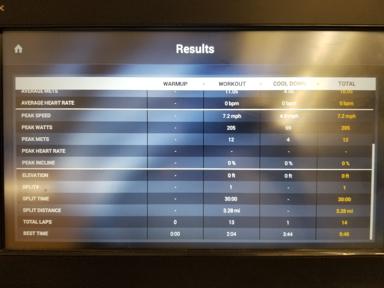 Results
WARMUP WORKOUT COOL DOWN TOTAL
AVERAGE METS
AVERAGE HEART RATE - 0 bpm 0 bpm 0 bpm
PEAK SPEED - 7.2 mph mph 7.2 mph
PEAK WATTS - 205 205
PEAK METS - 12 4 12
PEAK HEART RATE - - - -
PEAK INCLINE - 0 % 0 % 0 %
ELEVATION - 0 ft 0 ft 0 ft
- 1 - 1
SPLIT TIME - 30:00 - 30:00
SPLIT DISTANCE - 3.28 mi - 3.28 mi
TOTAL LAPS 0 13 1 14
BEST TIME 0:00 2:04 3:44